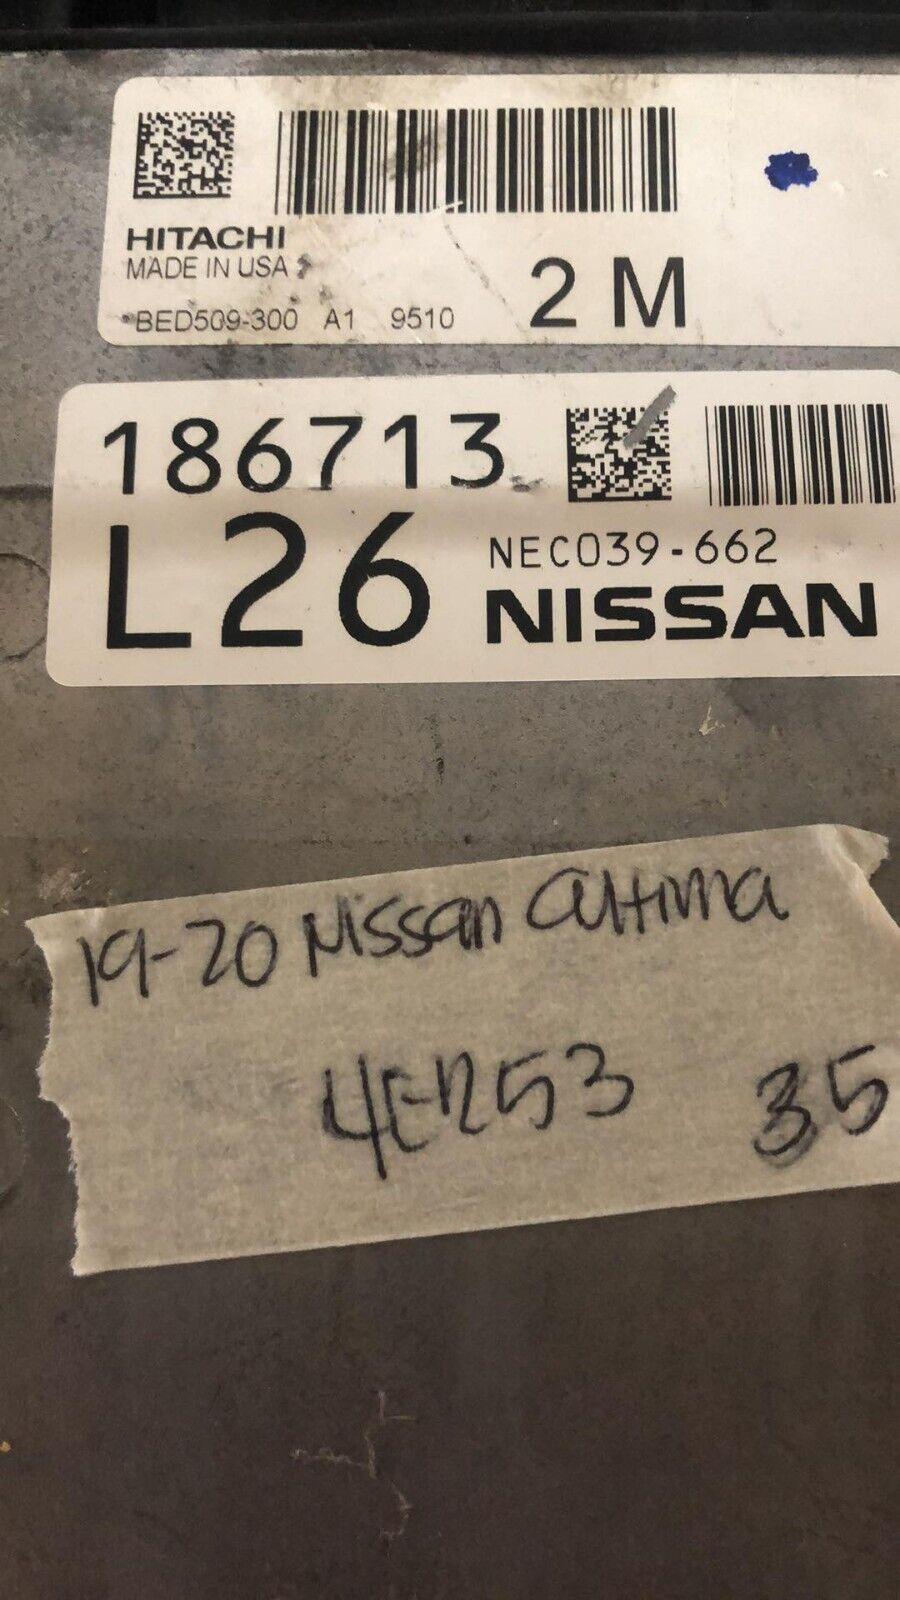 HITACHI
MADE IN USA
BED509-300 A1 9510 2 M
186713
L26 NEC039-662
NISSAN
19-20 Nissan altima
4ER53 35